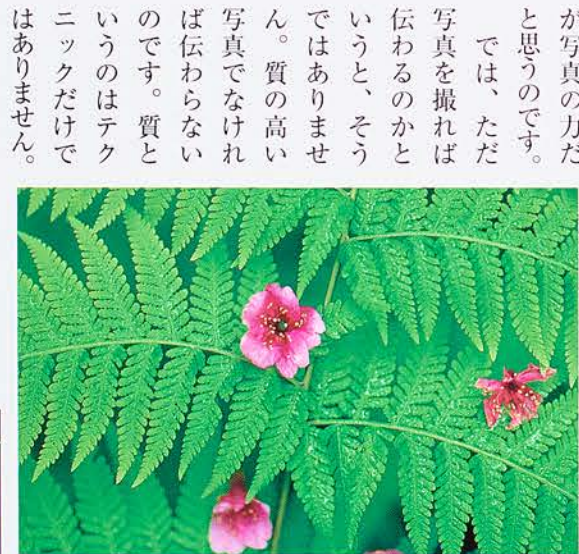 が写真の力だ
と思うのです。
では、ただ
写真を撮れば
伝わるのかと
いうと、そう
ではありませ
ん。質の高い
写真でなけれ
ば伝わらない
のです。質と
いうのはテク
ニックだけで
はありません。